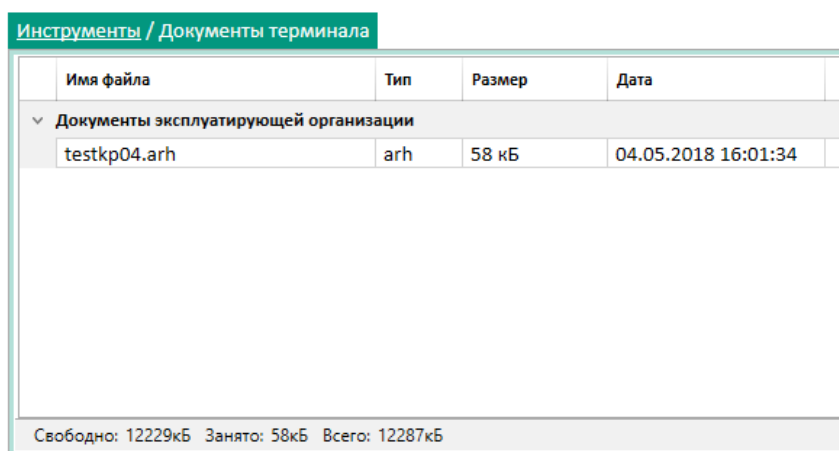 Инструменты / Документы терминала
Имя файла Тип Размер Дата
Документы эксплуатирующей организации
testkp04.arh arh 58 кБ 04.05.2018 16:01:34
Свободно: 12229кБ Занято: 58кБ Всего: 12287кБ